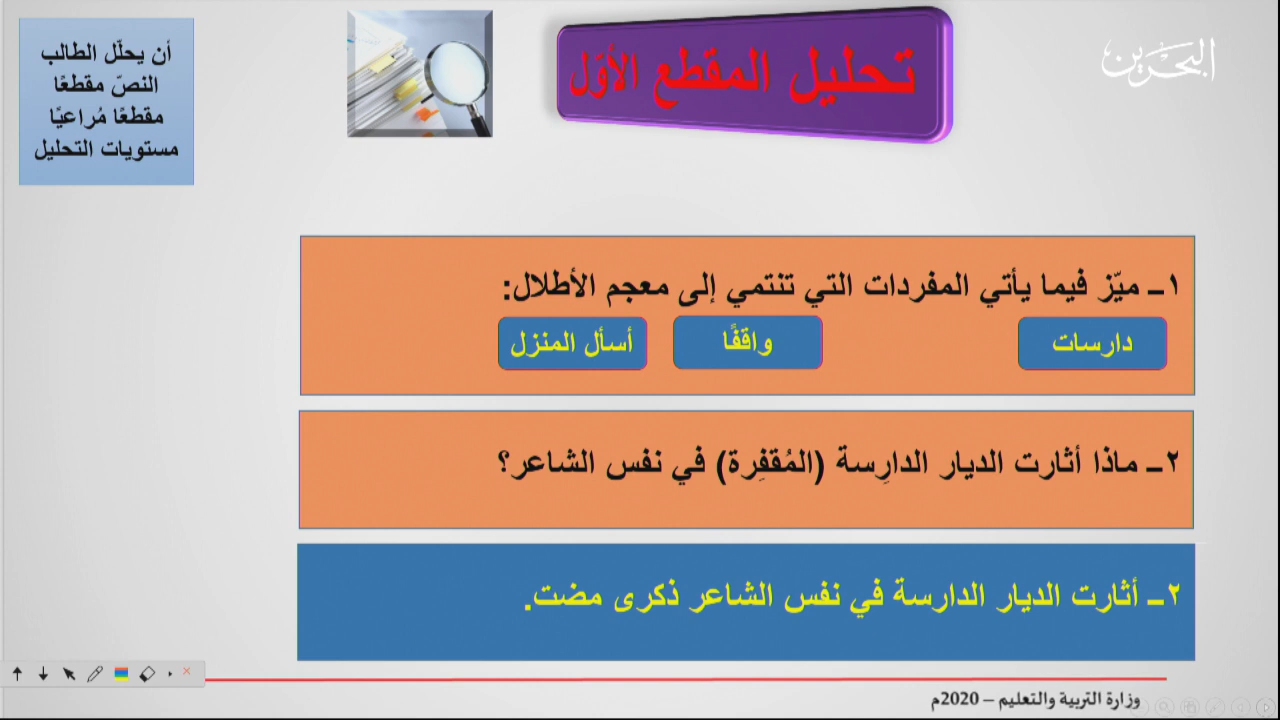 البحرين
تحليل المقطع الأوّل
أن يحلّل الطالب
النصّ مقطعًا
مقطعًا مُراعيًا
مستويات التحليل
١ـ ميّز فيما يأتي المفردات التي تنتمي إلى معجم الأطلال:
دارسات واقفًا أسأل المنزل
٢ـ ماذا أثارت الديار الدارِسة (المُقفِرة) في نفس الشاعر؟
٢ـ أثارت الديار الدارسة في نفس الشاعر ذكرى مضت.
وزارة التربية والتعليم – 2020م